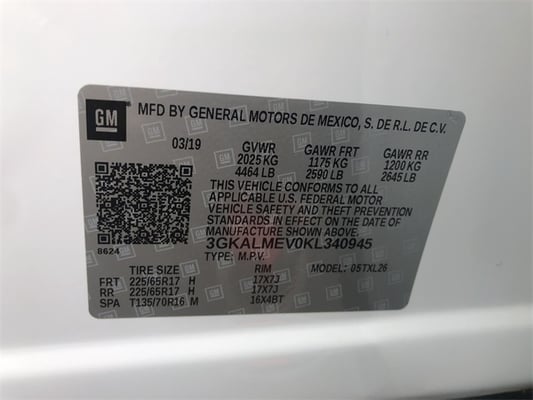 GM MFD BY GENERAL MOTORS DE MEXICO, S. DE R.L. DE C.V.
03/19 GVWR GAWR FRT GAWR RR
2025 KG 1175 KG 1200 KG
4464 LB 2590 LB 2645 LB
THIS VEHICLE CONFORMS TO ALL
APPLICABLE U.S. FEDERAL MOTOR
VEHICLE SAFETY AND THEFT PREVENTION
STANDARDS IN EFFECT ON THE DATE OF
MANUFACTURE SHOWN ABOVE.
8624 3GKALMEV0KL340945
TYPE: M.P.V.
TIRE SIZE RIM MODEL: 05TXL26
FRT 225/65R17 H 17X7J
RR 225/65R17 H 17X7J
SPA T135/70R16 M 16X4BT